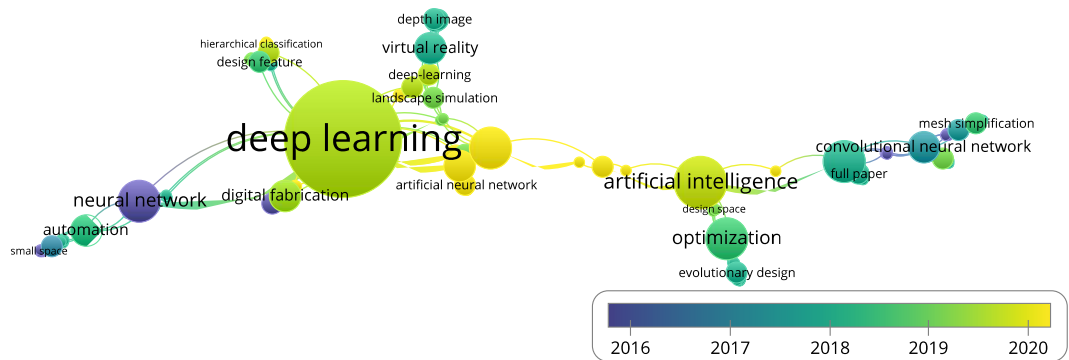 depth image
hierarchical classification
virtual reality
design feature
deep-learning
landscape simulation
deep learning
mesh simplification
convolutional neural network
full paper
artificial neural network
artificial intelligence
digital fabrication
neural network
design space
automation
optimization
small space
evolutionary design
2016 2017 2018 2019 2020